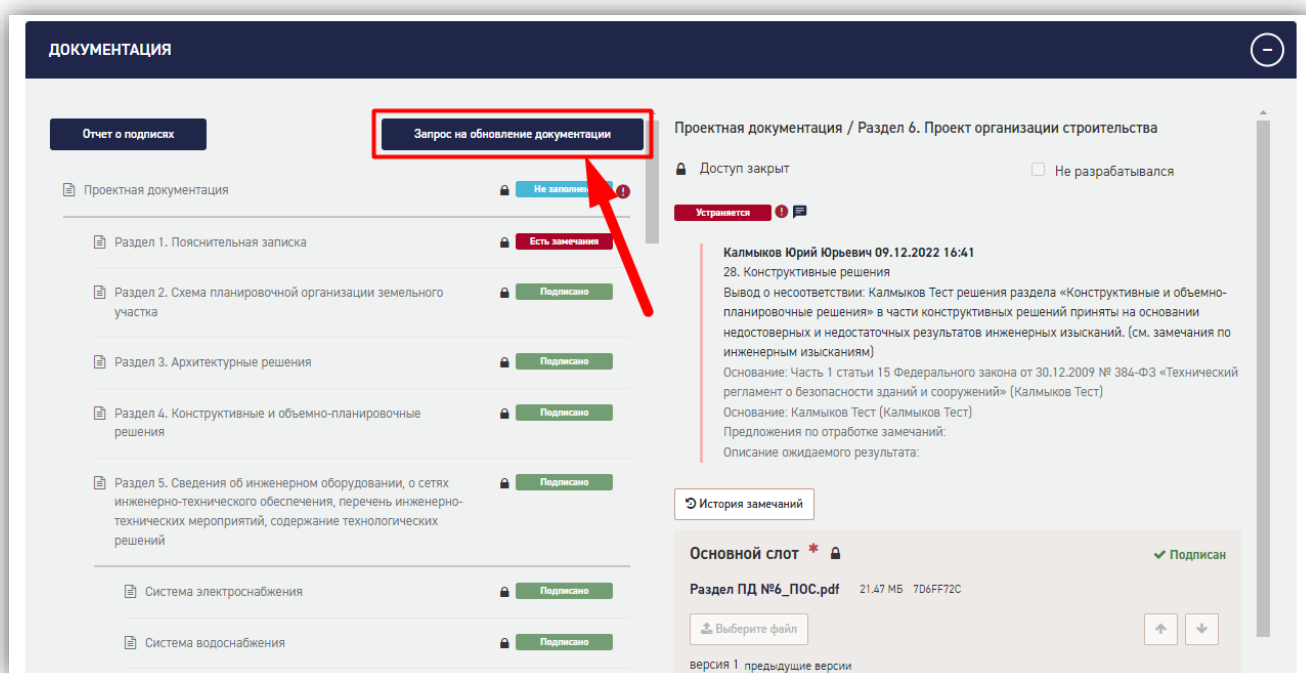 ДОКУМЕНТАЦИЯ
Отчет о подписях
Запрос на обновление документации
Проектная документация
Не заполнен
Раздел 1. Пояснительная записка
Есть замечания
Раздел 2. Схема планировочной организации земельного
участка
Подписано
Раздел 3. Архитектурные решения
Подписано
Раздел 4. Конструктивные и объемно-планировочные
решения
Подписано
Раздел 5. Сведения об инженерном оборудовании, о сетях
инженерно-технического обеспечения, перечень инженерно-
технических мероприятий, содержание технологических
решений
Подписано
Система электроснабжения
Подписано
Система водоснабжения
Подписано
Проектная документация / Раздел 6. Проект организации строительства
Доступ закрыт
Не разрабатывался
Устраняется
Калмыков Юрий Юрьевич 09.12.2022 16:41
28. Конструктивные решения
Вывод о несоответствии: Калмыков Тест решения раздела «Конструктивные и объемно-
планировочные решения» в части конструктивных решений приняты на основании
недостоверных и недостаточных результатов инженерных изысканий. (см. замечания по
инженерным изысканиям)
Основание: Часть 1 статьи 15 Федерального закона от 30.12.2009 № 384-ФЗ «Технический
регламент о безопасности зданий и сооружений» (Калмыков Тест)
Основание: Калмыков Тест (Калмыков Тест)
Предложения по отработке замечаний:
Описание ожидаемого результата:
История замечаний
Основной слот *
Подписан
Раздел ПД №6_ПОС.pdf 21.47 МБ 7D6FF72C
Выберите файл
версия 1 предыдущие версии